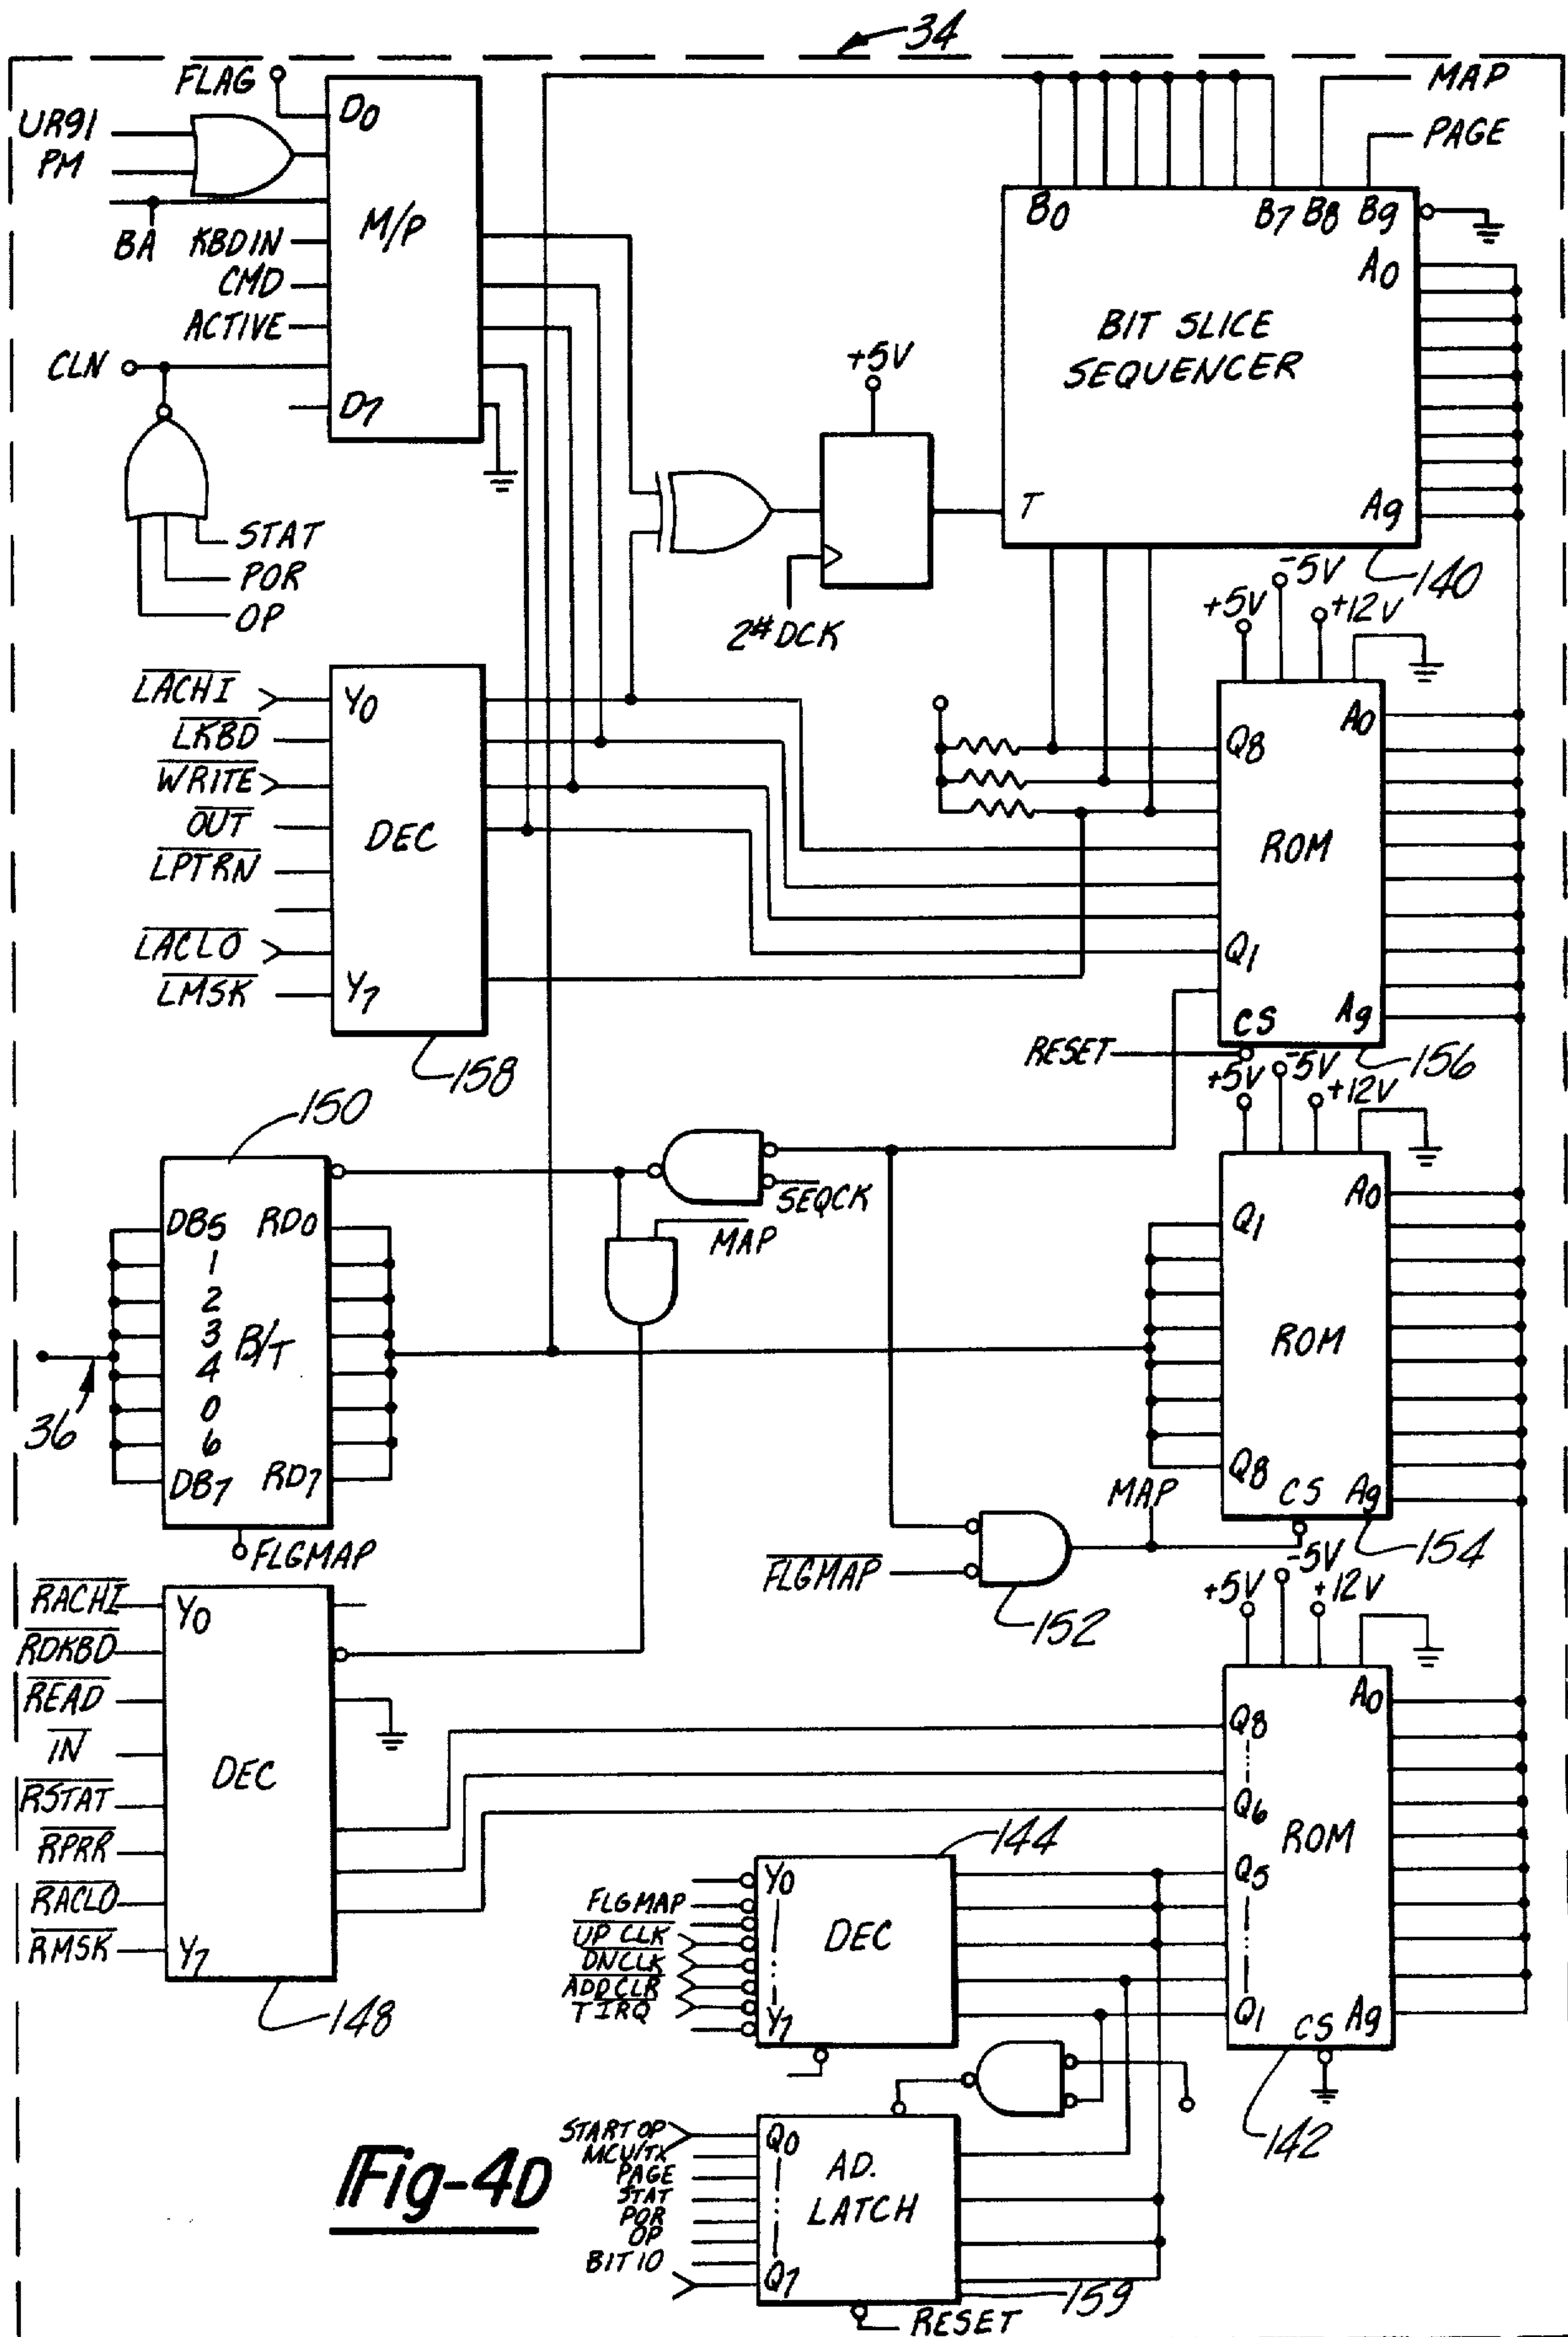 34
FLAG
UR91
PM
BA
KBDIN
CMD
ACTIVE
CLN
D0
M/P
D7
STAT
POR
OP
MAP
PAGE
B0 B7 B8 B9
A0
BIT SLICE
SEQUENCER
T
A9
140
+5V
2#DCK
LACHI
LKBD
WRITE
OUT
LPTRN
LACLO
LMSK
Y0
DEC
Y7
158
+5V
-5V
+12V
Q8
A0
ROM
Q1
CS
A9
RESET
156
150
DB5 RD0
1
2
3
B/T
4
0
6
DB7 RD7
36
FLGMAP
SEQCK
MAP
+5V
-5V
+12V
Q1
A0
ROM
Q8
CS A9
154
MAP
FLGMAP
152
RACHI
RDKBD
READ
IN
RSTAT
RPRR
RACLO
RMSK
Y0
DEC
Y7
148
+5V
-5V
+12V
A0
Q8
Q6
ROM
Q5
Q1
CS A9
142
144
FLGMAP
UP CLK
DNCLK
ADDCLR
TIRQ
Y0
DEC
Y7
START OP
MCU/TX
PAGE
STAT
POR
OP
BIT 10
Q0
AD.
LATCH
Q7
159
RESET
Fig-4D